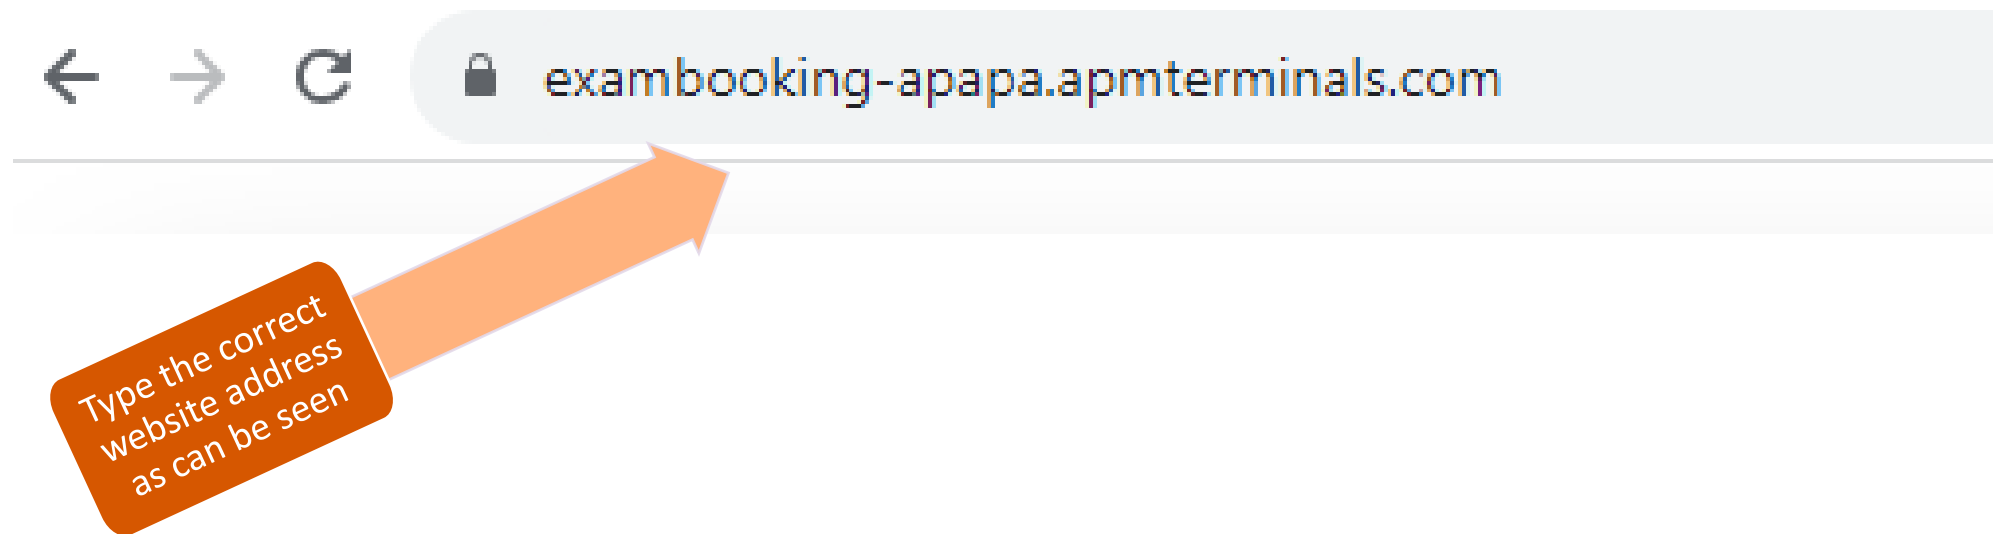 exambooking-apapa.apmterminals.com
Type the correct
website address
as can be seen